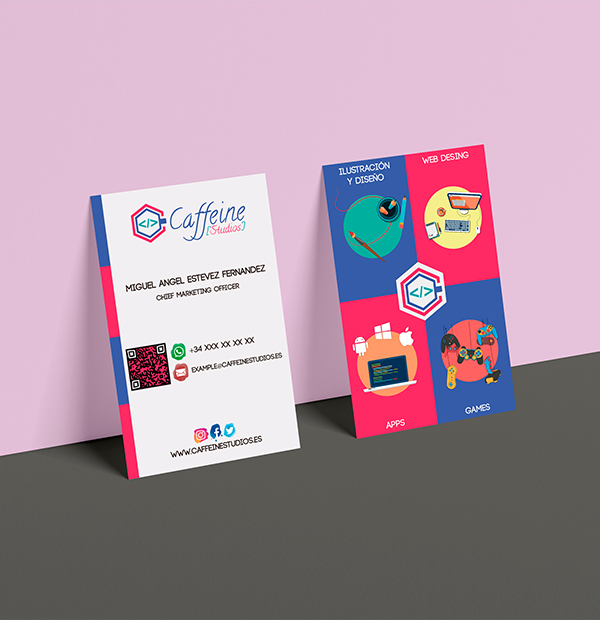 </> Caffeine
[Studios]
MIGUEL ANGEL ESTEVEZ FERNANDEZ
CHIEF MARKETING OFFICER
+34 XXX XX XX XX
EXAMPLE@CAFFEINESTUDIOS.ES
WWW.CAFFEINESTUDIOS.ES
ILUSTRACIÓN
Y DISEÑO
WEB DESING
</>
APPS
GAMES